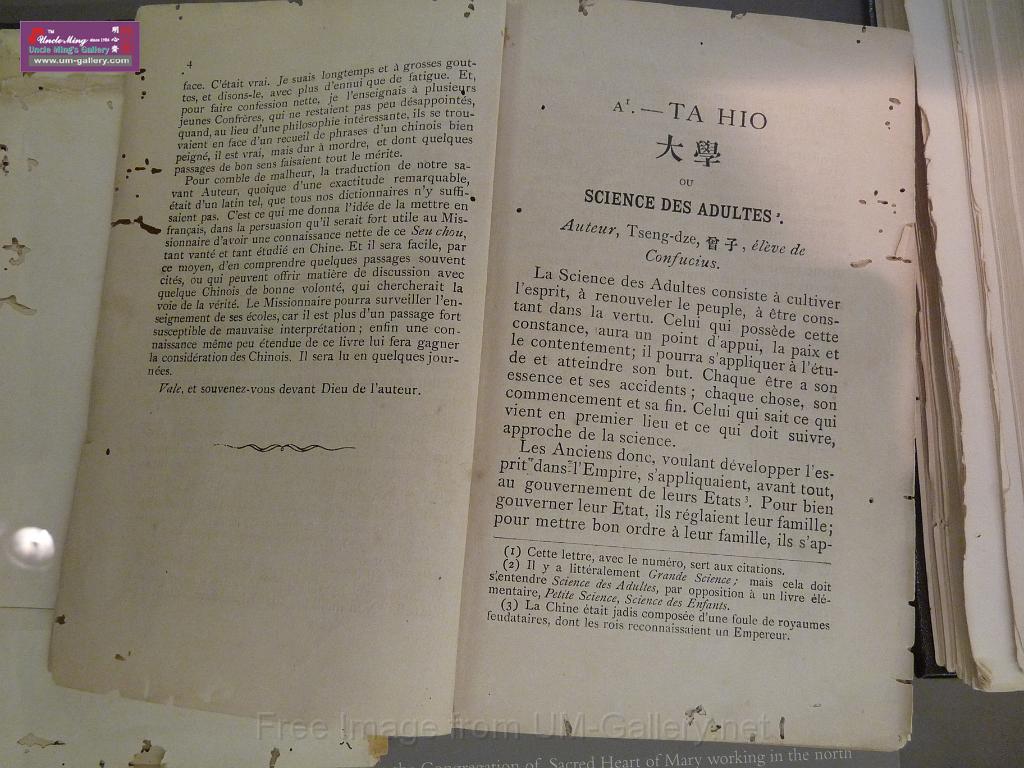 TM
Uncle Ming since 1986
Uncle Ming's Gallery
www.um-gallery.com
4
face. C'était vrai. Je suais longtemps et à grosses gout-
tes, et disons-le, avec plus d'ennui que de fatigue. Et,
pour faire confession nette, je l'enseignais à plusieurs
jeunes Confrères, qui ne restaient pas peu désappointés,
quand, au lieu d'une philosophie intéressante, ils se trou-
vaient en face d'un recueil de phrases d'un chinois bien
peigné, il est vrai, mais dur à mordre, et dont quelques
passages de bon sens faisaient tout le mérite.
Pour comble de malheur, la traduction de notre sa-
vant Auteur, quoique d'une exactitude remarquable,
était d'un latin tel, que tous nos dictionnaires n'y suffi-
saient pas. C'est ce qui me donna l'idée de la mettre en
français, dans la persuasion qu'il serait fort utile au Mis-
sionnaire d'avoir une connaissance nette de ce Seu chou,
tant vanté et tant étudié en Chine. Et il sera facile, par
ce moyen, d'en comprendre quelques passages souvent
cités, ou qui peuvent offrir matière de discussion avec
quelque Chinois de bonne volonté, qui chercherait la
voie de la vérité. Le Missionnaire pourra surveiller l'en-
seignement de ses écoles, car il est plus d'un passage fort
susceptible de mauvaise interprétation ; enfin une con-
naissance même peu étendue de ce livre lui fera gagner
la considération des Chinois. Il sera lu en quelques jour-
nées.
Vale, et souvenez-vous devant Dieu de l'auteur.
A¹. — TA HIO
大學
OU
SCIENCE DES ADULTES ².
Auteur, Tseng-dze, 曾子, élève de
Confucius.
La Science des Adultes consiste à cultiver
l'esprit, à renouveler le peuple, à être cons-
tant dans la vertu. Celui qui possède cette
constance, aura un point d'appui, la paix et
le contentement; il pourra s'appliquer à l'étu-
de et atteindre son but. Chaque être a son
essence et ses accidents ; chaque chose, son
commencement et sa fin. Celui qui sait ce qui
vient en premier lieu et ce qui doit suivre,
approche de la science.
Les Anciens donc, voulant développer l'es-
prit dans l'Empire, s'appliquaient, avant tout,
au gouvernement de leurs Etats ³. Pour bien
gouverner leur Etat, ils réglaient leur famille;
pour mettre bon ordre à leur famille, ils s'ap-
(1) Cette lettre, avec le numéro, sert aux citations.
(2) Il y a littéralement Grande Science ; mais cela doit
s'entendre Science des Adultes, par opposition à un livre élé-
mentaire, Petite Science, Science des Enfants.
(3) La Chine était jadis composée d'une foule de royaumes
feudataires, dont les rois reconnaissaient un Empereur.
Free Image from UM-Gallery.net
the Congregation of Sacred Heart of Mary working in the north